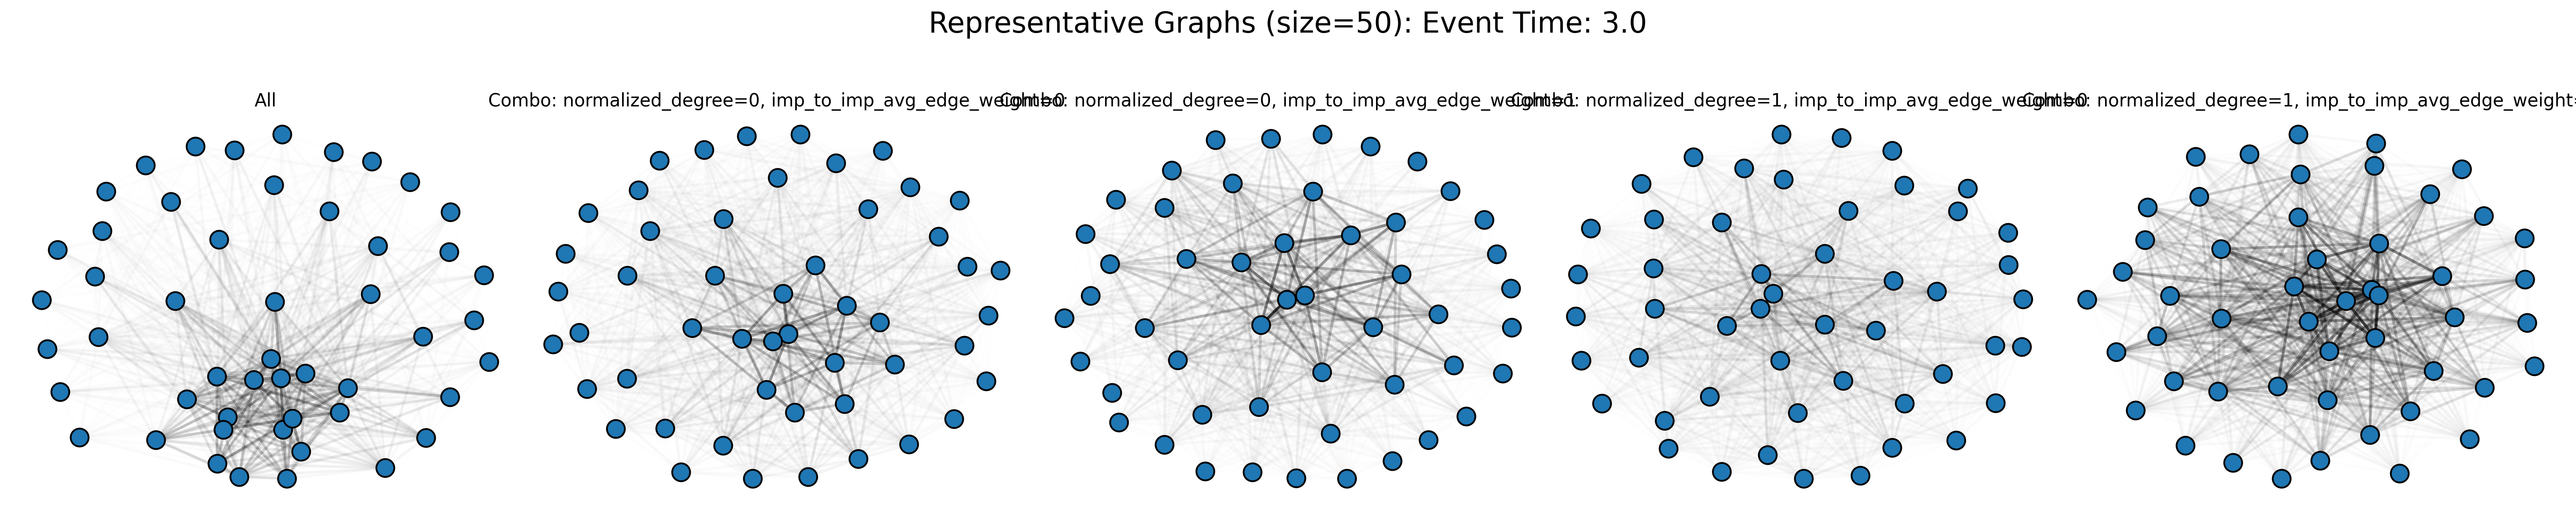 Representative Graphs (size=50): Event Time: 3.0
All
Combo: normalized_degree=0, imp_to_imp_avg_edge_weight=0
Combo: normalized_degree=0, imp_to_imp_avg_edge_weight=1
Combo: normalized_degree=1, imp_to_imp_avg_edge_weight=0
Combo: normalized_degree=1, imp_to_imp_avg_edge_weight=